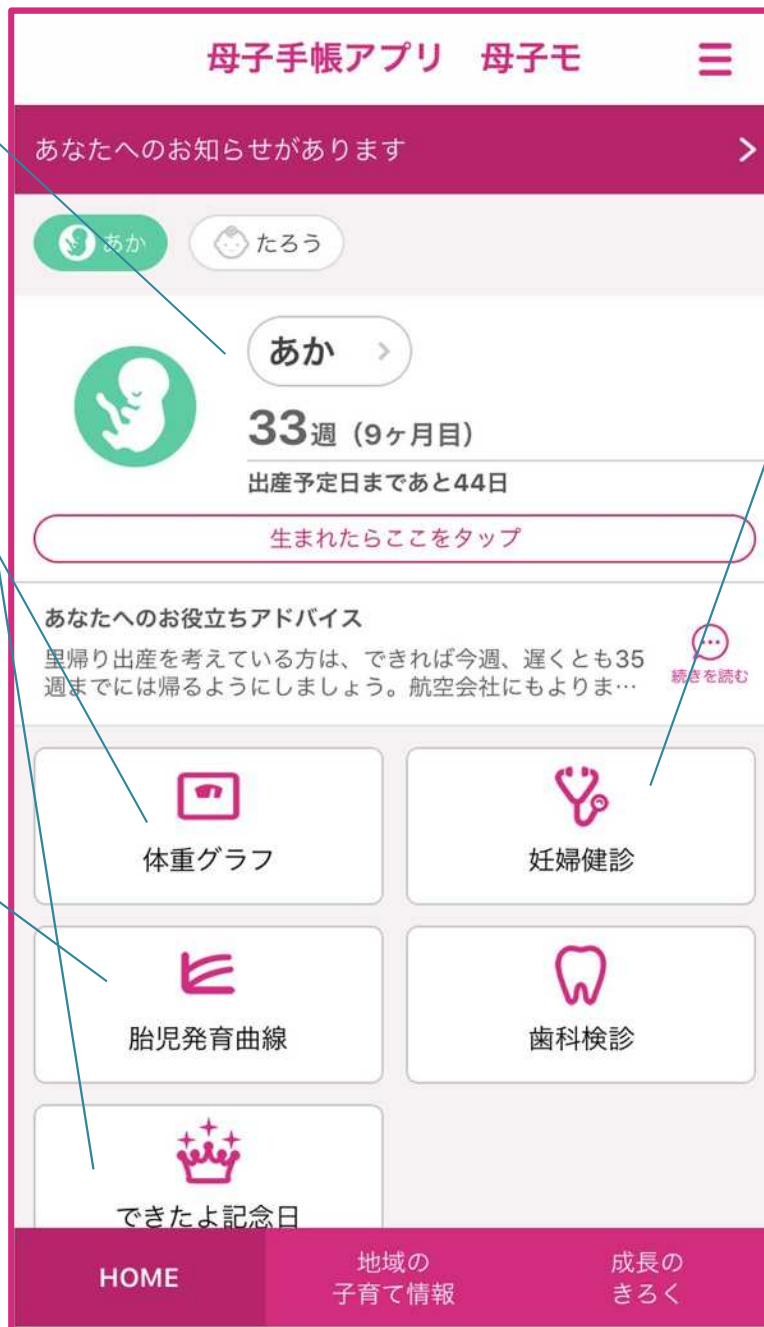 母子手帳アプリ　母子モ
あなたへのお知らせがあります
あか
たろう
あか
33週（9ヶ月目）
出産予定日まであと44日
生まれたらここをタップ
あなたへのお役立ちアドバイス
里帰り出産を考えている方は、できれば今週、遅くとも35
週までには帰るようにしましょう。航空会社にもよりま…
続きを読む
体重グラフ
妊婦健診
胎児発育曲線
歯科検診
できたよ記念日
HOME
地域の
子育て情報
成長の
きろく